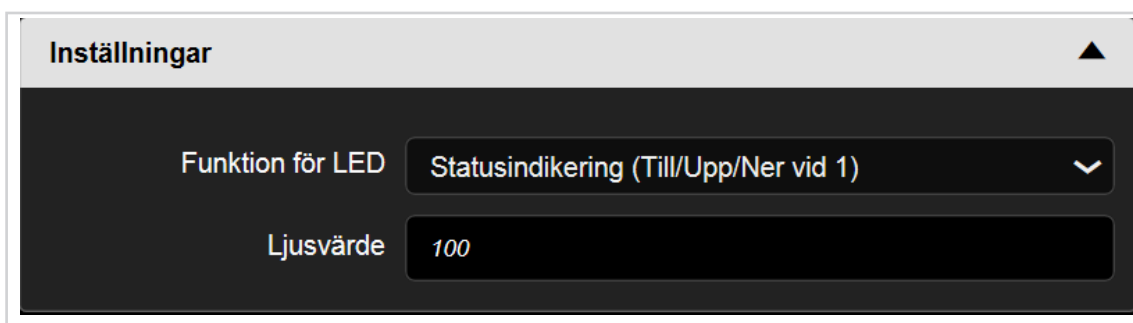 Inställningar
Funktion för LED
Statusindikering (Till/Upp/Ner vid 1)
Ljusvärde
100